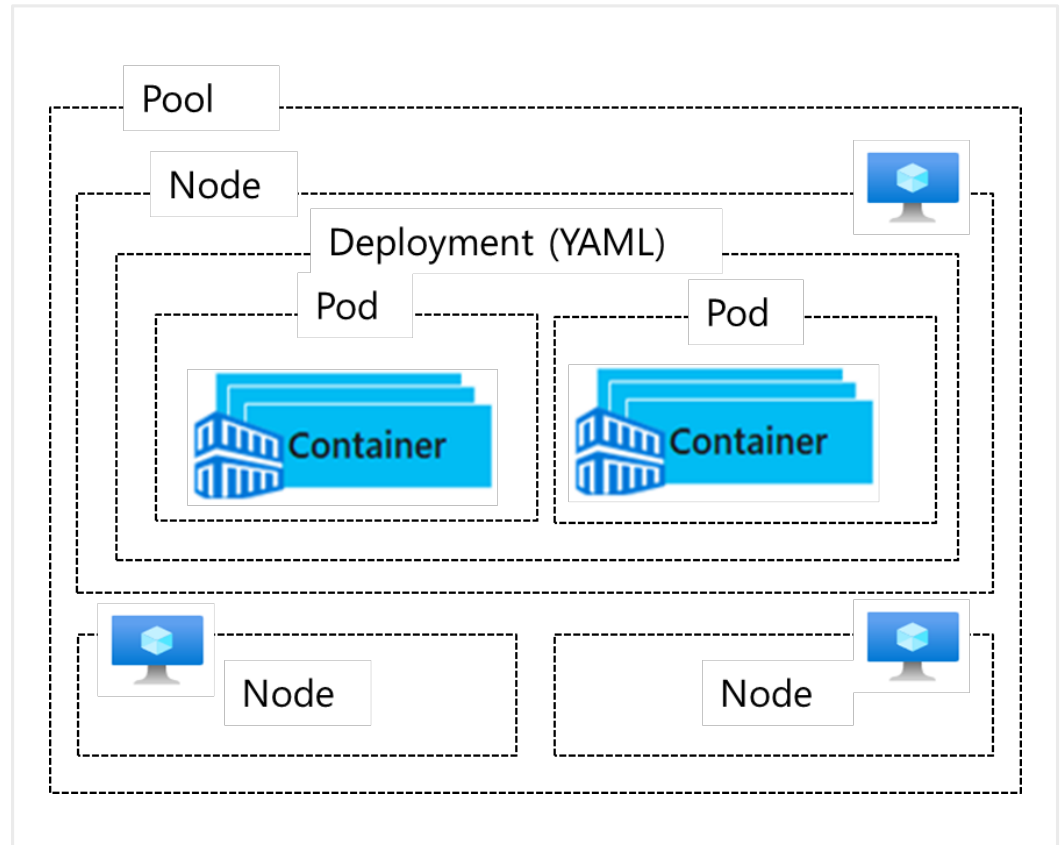 Pool
Node
Deployment (YAML)
Pod
Pod
Container
Container
Node
Node